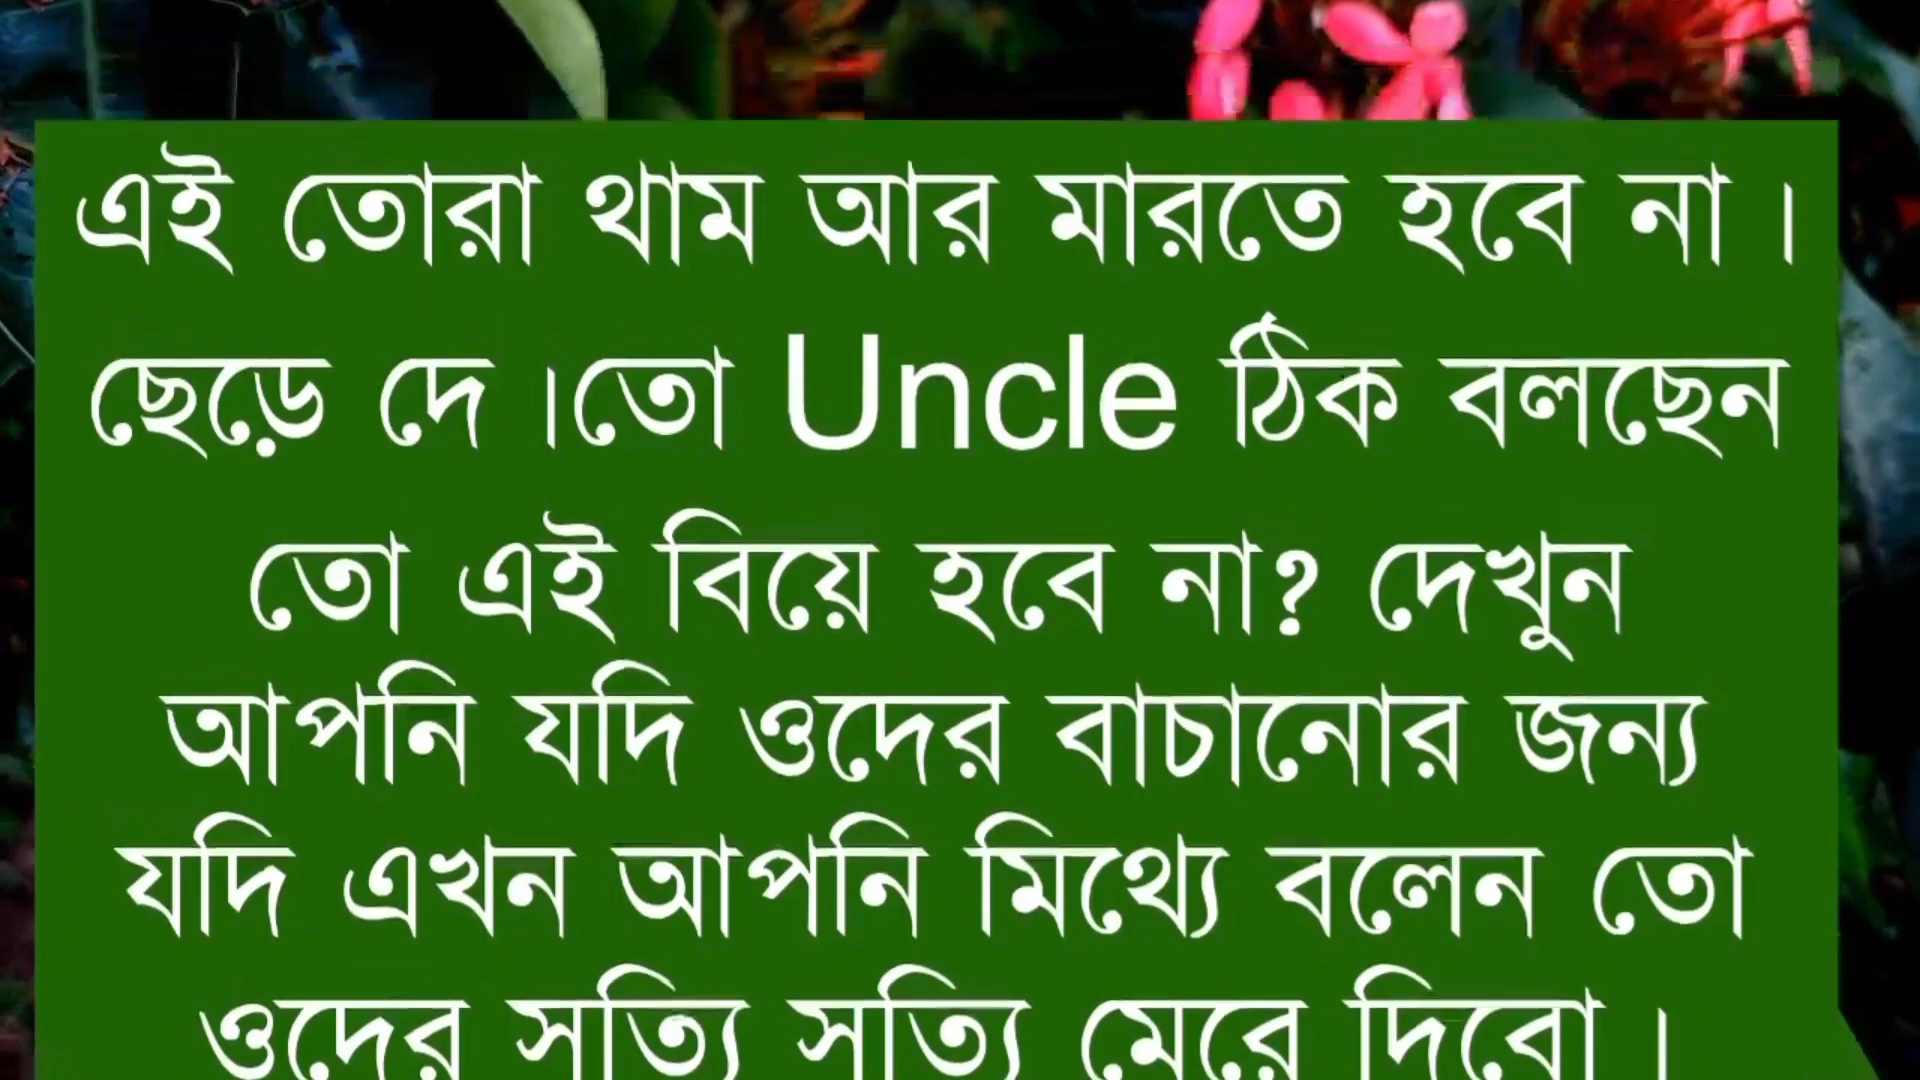 এই তোরা থাম আর মারতে হবে না ।
ছেড়ে দে ।তো Uncle ঠিক বলছেন
তো এই বিয়ে হবে না? দেখুন
আপনি যদি ওদের বাচানোর জন্য
যদি এখন আপনি মিথ্যে বলেন তো
ওদের সত্যি সত্যি মেরে দিবো ।